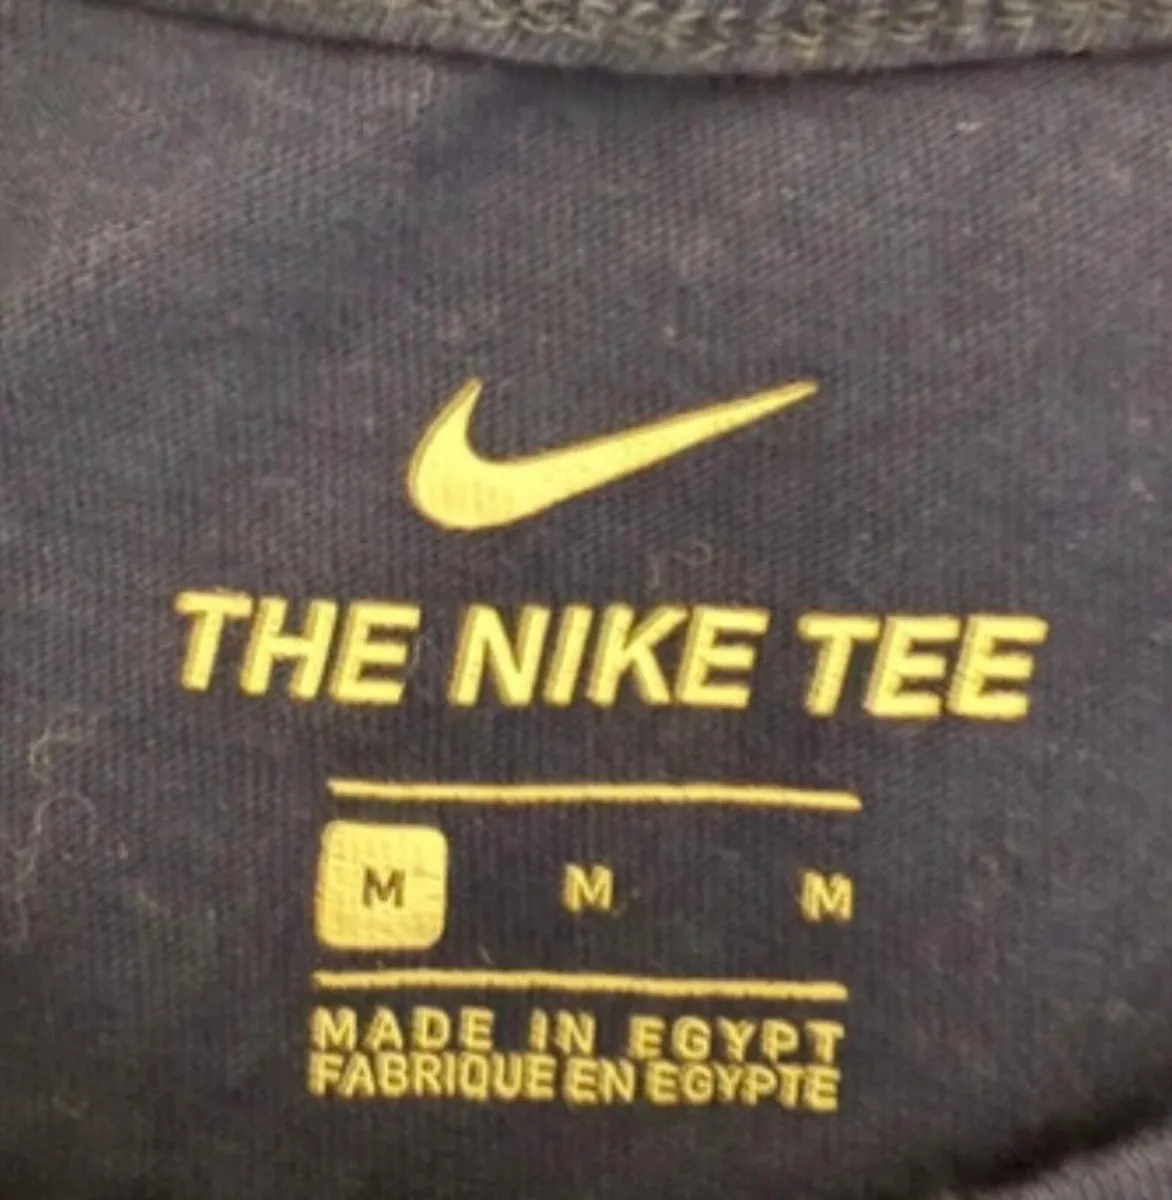 THE NIKE TEE
M M M
MADE IN EGYPT
FABRIQUE EN EGYPTE